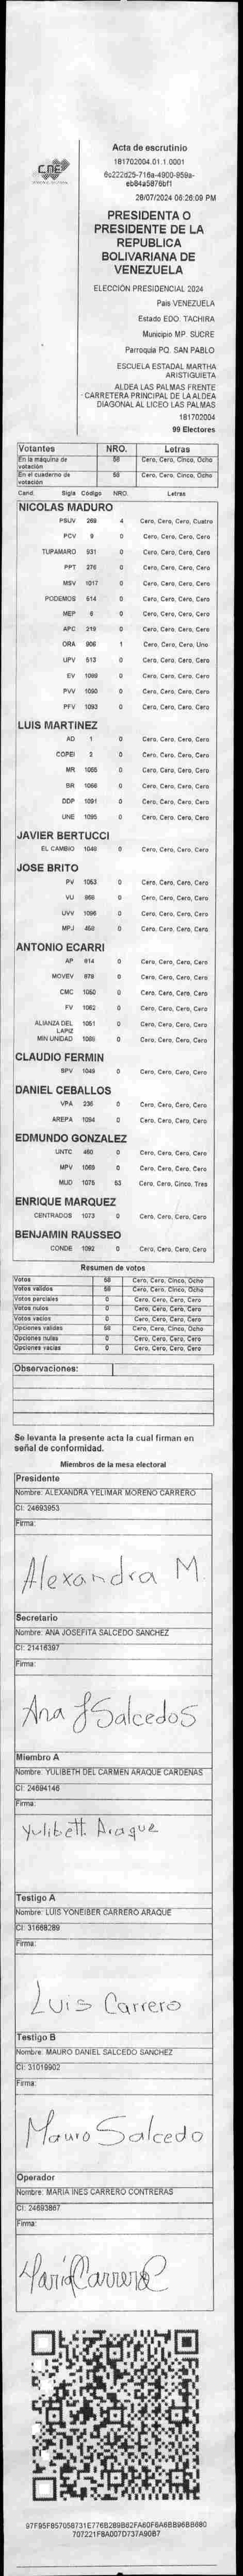 CNE
Acta de escrutinio
181702004.01.1.0001
6c222d25-716a-4900-859a-
eb84a5876bf1
28/07/2024 06:26:09 PM
PRESIDENTA O
PRESIDENTE DE LA
REPUBLICA
BOLIVARIANA DE
VENEZUELA
ELECCIÓN PRESIDENCIAL 2024
País VENEZUELA
Estado EDO. TACHIRA
Municipio MP. SUCRE
Parroquia PQ. SAN PABLO
ESCUELA ESTADAL MARTHA
ARISTIGUIETA
ALDEA LAS PALMAS FRENTE
CARRETERA PRINCIPAL DE LA ALDEA
DIAGONAL AL LICEO LAS PALMAS
181702004
99 Electores
Votantes NRO. Letras
En la máquina de votación 58 Cero, Cero, Cinco, Ocho
En el cuaderno de votación 58 Cero, Cero, Cinco, Ocho
Cand. Sigla Código NRO. Letras
NICOLAS MADURO
PSUV 269 4 Cero, Cero, Cero, Cuatro
PCV 9 0 Cero, Cero, Cero, Cero
TUPAMARO 931 0 Cero, Cero, Cero, Cero
PPT 276 0 Cero, Cero, Cero, Cero
MSV 1017 0 Cero, Cero, Cero, Cero
PODEMOS 514 0 Cero, Cero, Cero, Cero
MEP 6 0 Cero, Cero, Cero, Cero
APC 219 0 Cero, Cero, Cero, Cero
ORA 906 1 Cero, Cero, Cero, Uno
UPV 513 0 Cero, Cero, Cero, Cero
EV 1089 0 Cero, Cero, Cero, Cero
PVV 1090 0 Cero, Cero, Cero, Cero
PFV 1093 0 Cero, Cero, Cero, Cero
LUIS MARTINEZ
AD 1 0 Cero, Cero, Cero, Cero
COPEI 3 0 Cero, Cero, Cero, Cero
MR 1055 0 Cero, Cero, Cero, Cero
BR 1066 0 Cero, Cero, Cero, Cero
DDP 1091 0 Cero, Cero, Cero, Cero
UNE 1095 0 Cero, Cero, Cero, Cero
JAVIER BERTUCCI
EL CAMBIO 1048 0 Cero, Cero, Cero, Cero
JOSE BRITO
PV 1053 0 Cero, Cero, Cero, Cero
VU 868 0 Cero, Cero, Cero, Cero
UVV 1096 0 Cero, Cero, Cero, Cero
MPJ 458 0 Cero, Cero, Cero, Cero
ANTONIO ECARRI
AP 914 0 Cero, Cero, Cero, Cero
MOVEV 979 0 Cero, Cero, Cero, Cero
CMC 1050 0 Cero, Cero, Cero, Cero
FV 1062 0 Cero, Cero, Cero, Cero
ALIANZA DEL LAPIZ 1051 0 Cero, Cero, Cero, Cero
MIN UNIDAD 1088 0 Cero, Cero, Cero, Cero
CLAUDIO FERMIN
SPV 1049 0 Cero, Cero, Cero, Cero
DANIEL CEBALLOS
VPA 236 0 Cero, Cero, Cero, Cero
AREPA 1094 0 Cero, Cero, Cero, Cero
EDMUNDO GONZALEZ
UNTC 460 0 Cero, Cero, Cero, Cero
MPV 1069 0 Cero, Cero, Cero, Cero
MUD 1075 53 Cero, Cero, Cinco, Tres
ENRIQUE MARQUEZ
CENTRADOS 1073 0 Cero, Cero, Cero, Cero
BENJAMIN RAUSSEO
CONDE 1092 0 Cero, Cero, Cero, Cero
Resumen de votos
Votos 58 Cero, Cero, Cinco, Ocho
Votos validos 58 Cero, Cero, Cinco, Ocho
Votos parciales 0 Cero, Cero, Cero, Cero
Votos nulos 0 Cero, Cero, Cero, Cero
Votos vacíos 0 Cero, Cero, Cero, Cero
Opciones validas 58 Cero, Cero, Cinco, Ocho
Opciones nulas 0 Cero, Cero, Cero, Cero
Opciones vacías 0 Cero, Cero, Cero, Cero
Observaciones:
Se levanta la presente acta la cual firman en
señal de conformidad.
Miembros de la mesa electoral
Presidente
Nombre: ALEXANDRA YELIMAR MORENO CARRERO
CI: 24693953
Firma:
Alexandra M
Secretario
Nombre: ANA JOSEFITA SALCEDO SANCHEZ
CI: 21416397
Firma:
Ana J Salcedo S
Miembro A
Nombre: YULIBETH DEL CARMEN ARAQUE CARDENAS
CI: 24694146
Firma:
Yulibeth Araque
Testigo A
Nombre: LUIS YONEIBER CARRERO ARAQUE
CI: 31668289
Firma:
Luis Carrero
Testigo B
Nombre: MAURO DANIEL SALCEDO SANCHEZ
CI: 31019902
Firma:
Mauro Salcedo
Operador
Nombre: MARIA INES CARRERO CONTRERAS
CI: 24693867
Firma:
María Carrero C
97F95F857058731E776B289B62FA60F6A6BB96BB680
707221F8A007D737A90B7